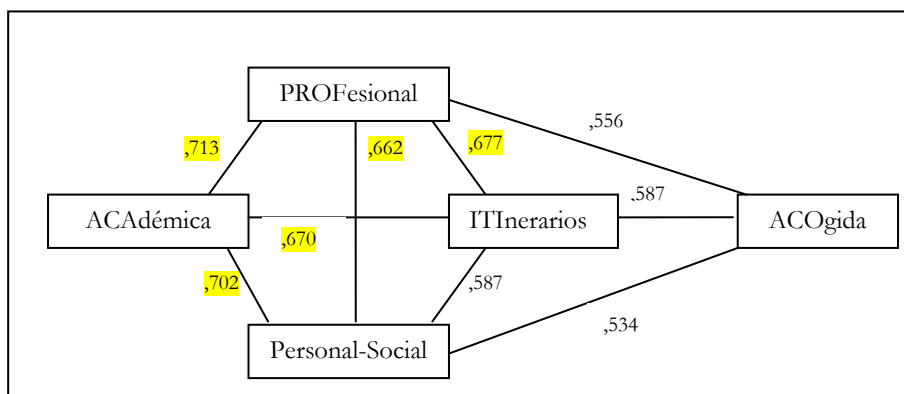 PROFesional
,556
,713
,662
,677
,587
ACAdémica
ITInerarios
ACOgida
,670
,702
,587
,534
Personal-Social